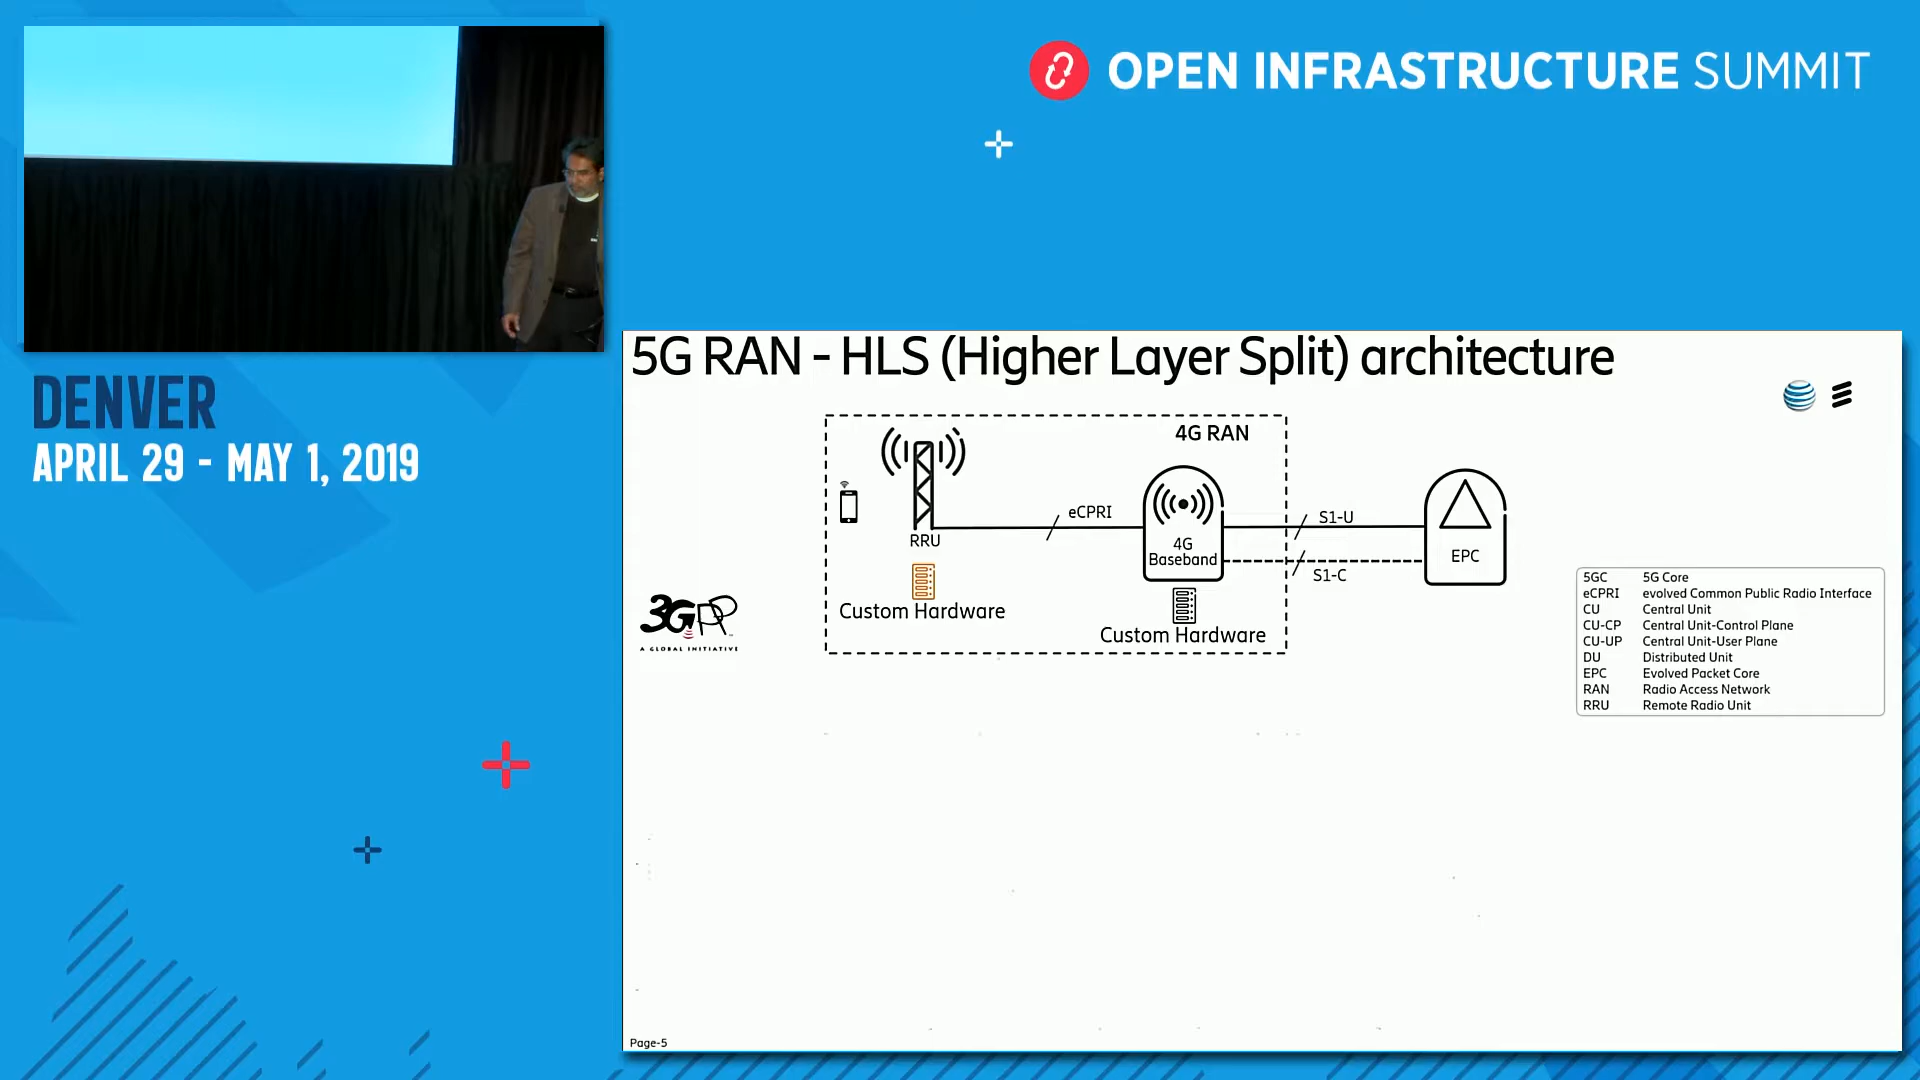 OPEN INFRASTRUCTURE SUMMIT
DENVER
APRIL 29 - MAY 1, 2019
5G RAN - HLS (Higher Layer Split) architecture
4G RAN
eCPRI
S1-U
RRU
4G
Baseband
EPC
S1-C
Custom Hardware
Custom Hardware
3GPP
A GLOBAL INITIATIVE
5GC 5G Core
eCPRI evolved Common Public Radio Interface
CU Central Unit
CU-CP Central Unit-Control Plane
CU-UP Central Unit-User Plane
DU Distributed Unit
EPC Evolved Packet Core
RAN Radio Access Network
RRU Remote Radio Unit
Page-5